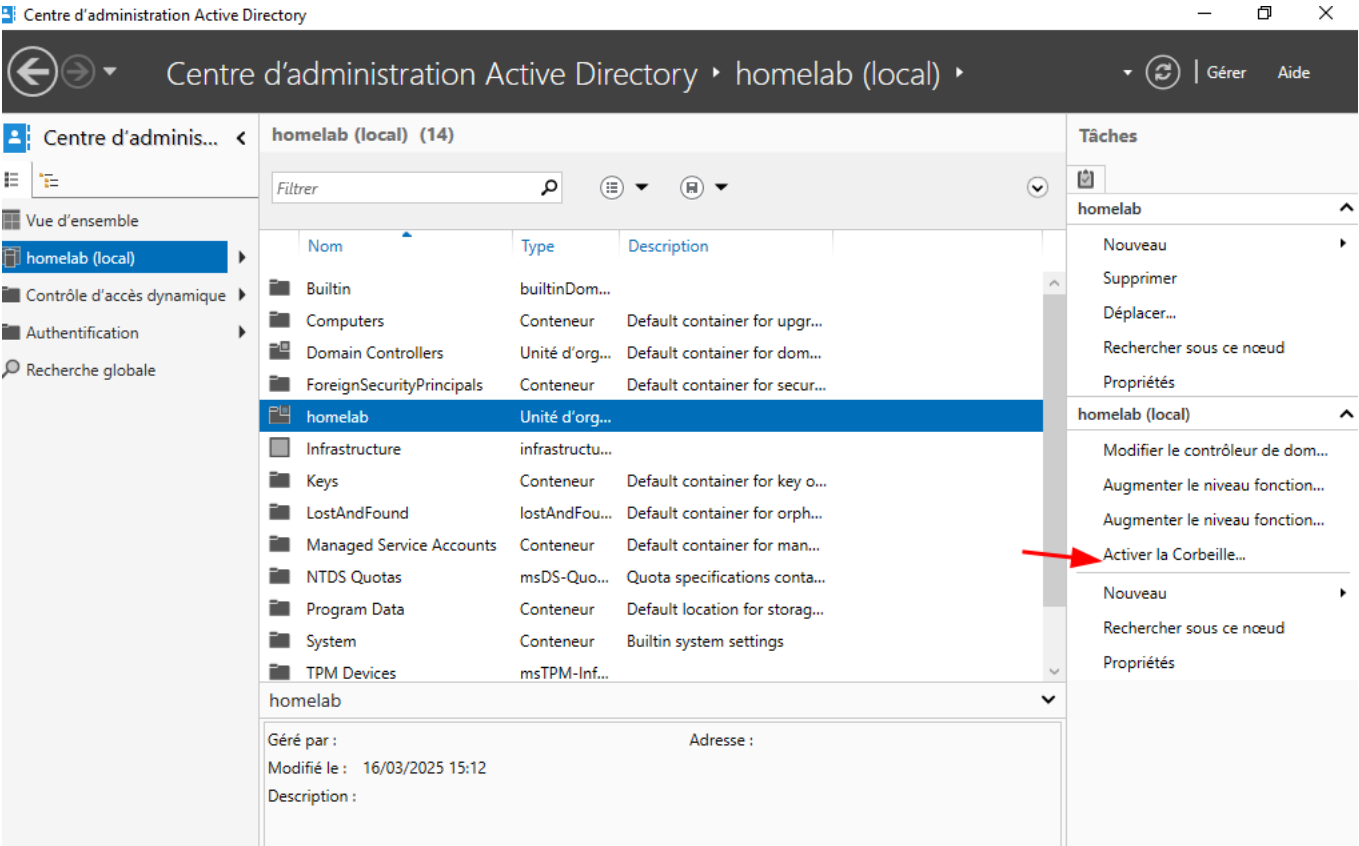 Centre d'administration Active Directory
Centre d'administration Active Directory homelab (local)
Gérer Aide
Centre d'adminis...
Vue d'ensemble
homelab (local)
Contrôle d'accès dynamique
Authentification
Recherche globale
homelab (local) (14)
Filtrer
Nom Type Description
Builtin builtinDom...
Computers Conteneur Default container for upgr...
Domain Controllers Unité d'org... Default container for dom...
ForeignSecurityPrincipals Conteneur Default container for secur...
homelab Unité d'org...
Infrastructure infrastructu...
Keys Conteneur Default container for key o...
LostAndFound lostAndFou... Default container for orph...
Managed Service Accounts Conteneur Default container for man...
NTDS Quotas msDS-Quo... Quota specifications conta...
Program Data Conteneur Default location for storag...
System Conteneur Builtin system settings
TPM Devices msTPM-Inf...
homelab
Géré par : Adresse :
Modifié le : 16/03/2025 15:12
Description :
Tâches
homelab
Nouveau
Supprimer
Déplacer...
Rechercher sous ce nœud
Propriétés
homelab (local)
Modifier le contrôleur de dom...
Augmenter le niveau fonction...
Augmenter le niveau fonction...
Activer la Corbeille...
Nouveau
Rechercher sous ce nœud
Propriétés